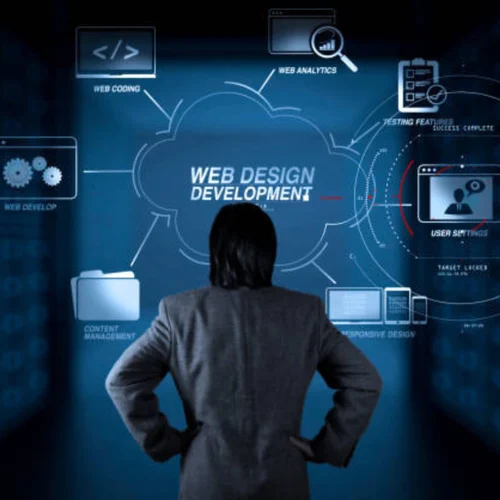 </>
WEB CODING
WEB ANALYTICS
TESTING FEATURES
SUCCESS COMPLETE
WEB DEVELOP
WEB DESIGN
DEVELOPMENT
USER SETTINGS
TARGET LOCKED
CONTENT
MANAGEMENT
RESPONSIVE DESIGN